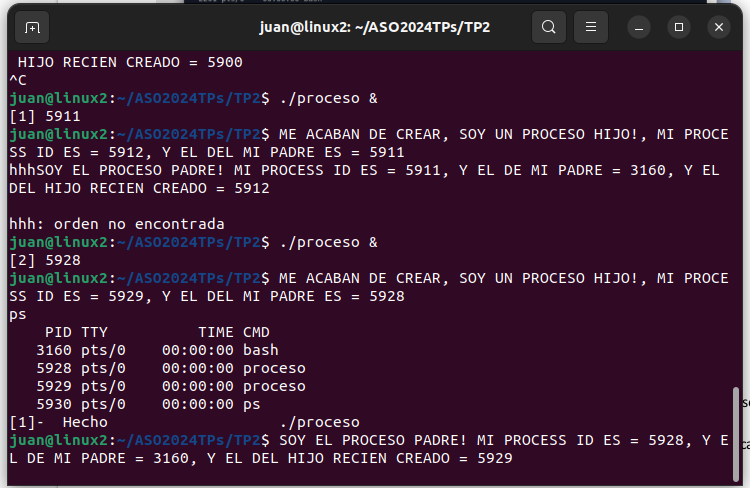 juan@linux2: ~/ASO2024TPs/TP2
 HIJO RECIEN CREADO = 5900
^C
juan@linux2:~/ASO2024TPs/TP2$ ./proceso &
[1] 5911
juan@linux2:~/ASO2024TPs/TP2$ ME ACABAN DE CREAR, SOY UN PROCESO HIJO!, MI PROCE
SS ID ES = 5912, Y EL DEL MI PADRE ES = 5911
hhhSOY EL PROCESO PADRE! MI PROCESS ID ES = 5911, Y EL DE MI PADRE = 3160, Y EL
DEL HIJO RECIEN CREADO = 5912
hhh: orden no encontrada
juan@linux2:~/ASO2024TPs/TP2$ ./proceso &
[2] 5928
juan@linux2:~/ASO2024TPs/TP2$ ME ACABAN DE CREAR, SOY UN PROCESO HIJO!, MI PROCE
SS ID ES = 5929, Y EL DEL MI PADRE ES = 5928
ps
    PID TTY          TIME CMD
   3160 pts/0    00:00:00 bash
   5928 pts/0    00:00:00 proceso
   5929 pts/0    00:00:00 proceso
   5930 pts/0    00:00:00 ps
[1]-  Hecho                   ./proceso
juan@linux2:~/ASO2024TPs/TP2$ SOY EL PROCESO PADRE! MI PROCESS ID ES = 5928, Y E
L DE MI PADRE = 3160, Y EL DEL HIJO RECIEN CREADO = 5929